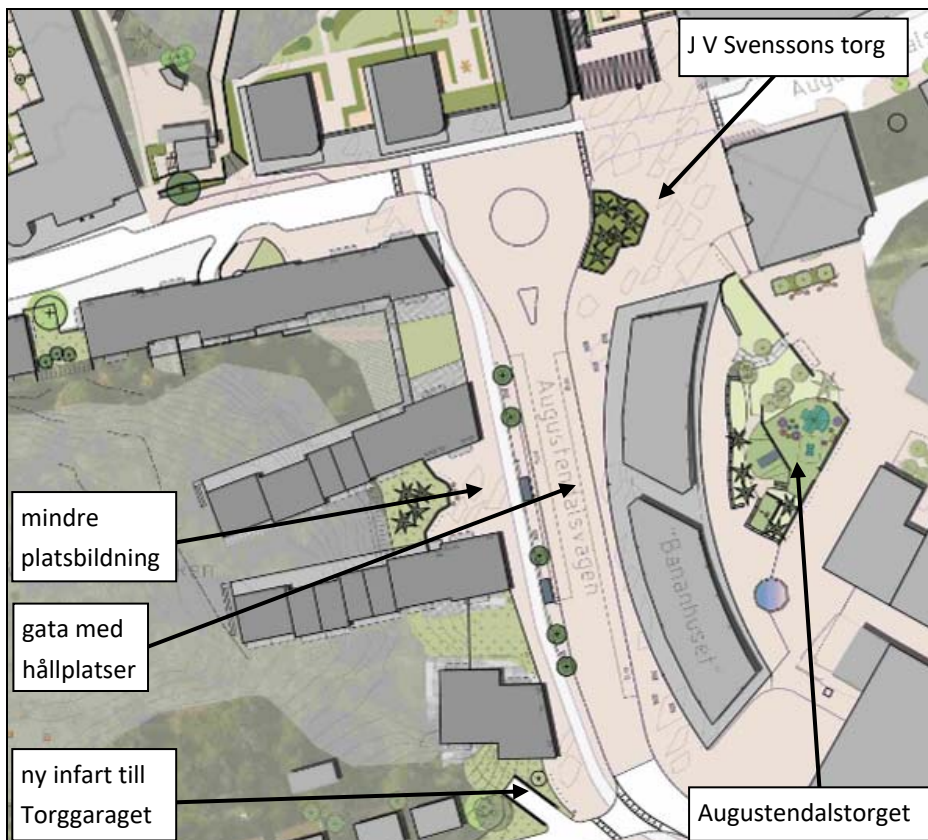 J V Svenssons torg
Augustendalsvägen
mindre
platsbildning
gata med
hållplatser
"Bananhuset"
ny infart till
Torggaraget
Augustendalstorget